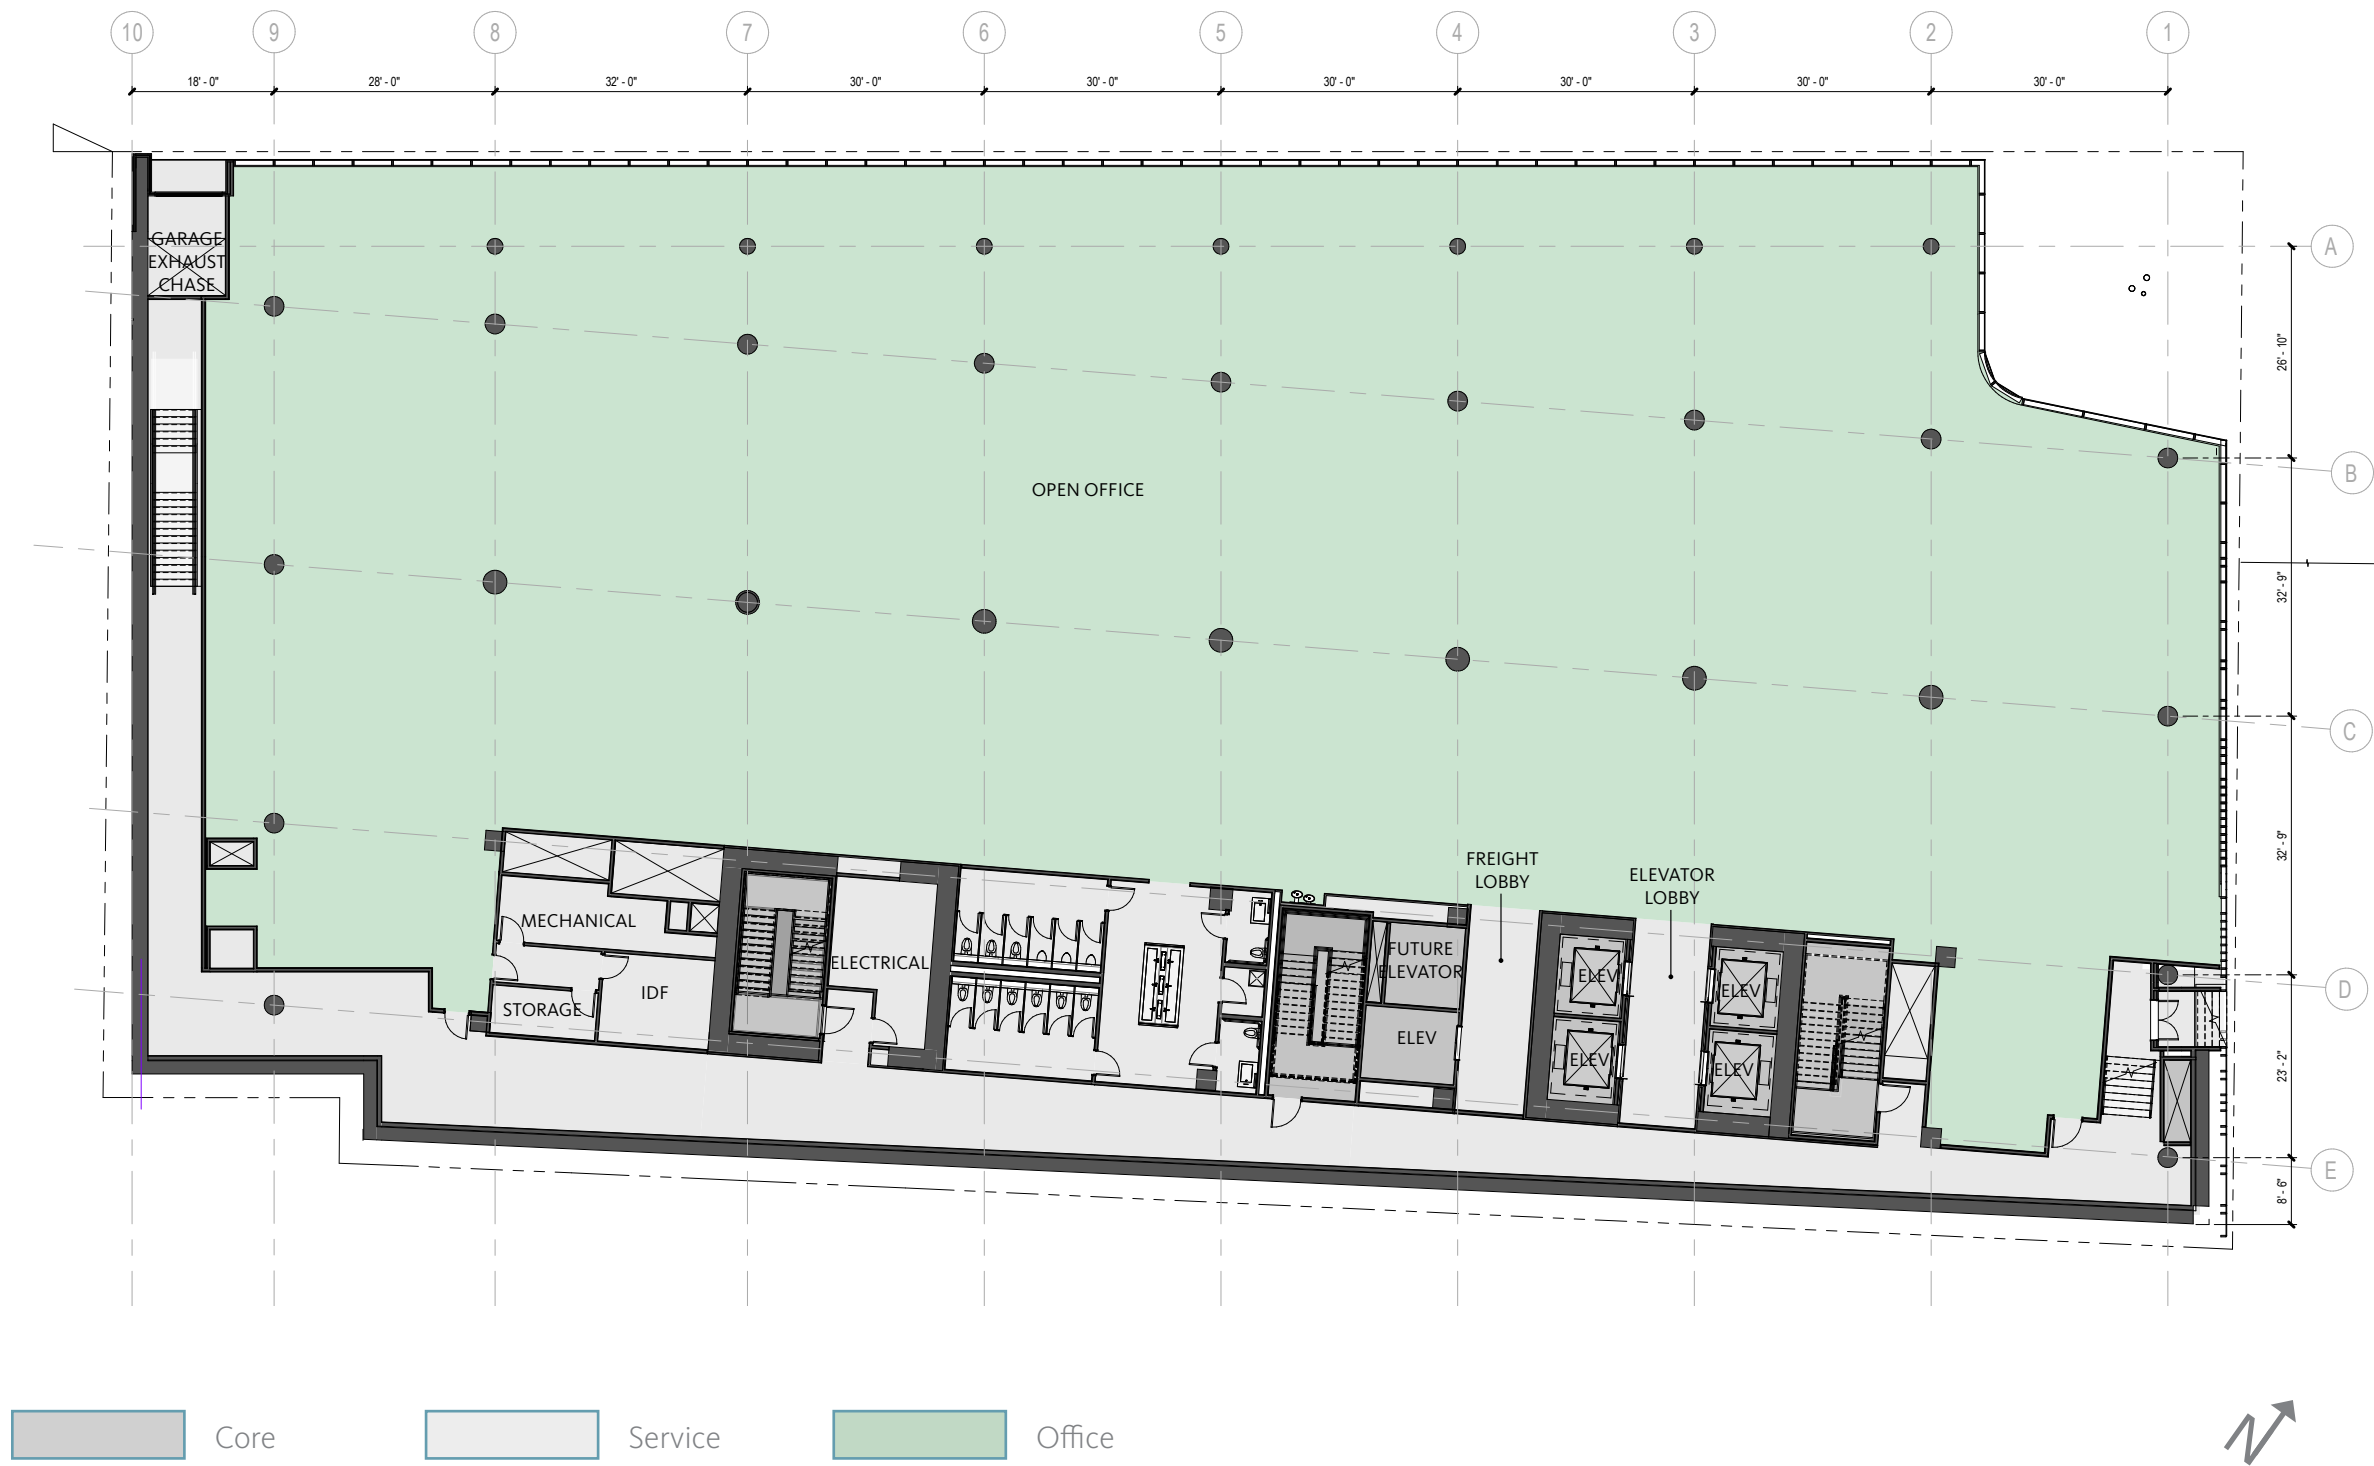 10 9 8 7 6 5 4 3 2 1
18' - 0" 28' - 0" 32' - 0" 30' - 0" 30' - 0" 30' - 0" 30' - 0" 30' - 0" 30' - 0"
A
GARAGE
EXHAUST
CHASE
26' - 10"
B
OPEN OFFICE
32' - 9"
C
32' - 9"
FREIGHT
LOBBY
ELEVATOR
LOBBY
MECHANICAL
ELECTRICAL
FUTURE
ELEVATOR
ELEV
ELEV
D
IDF
STORAGE
ELEV
ELEV
ELEV
23' - 2"
E
8' - 6"
Core
Service
Office
N